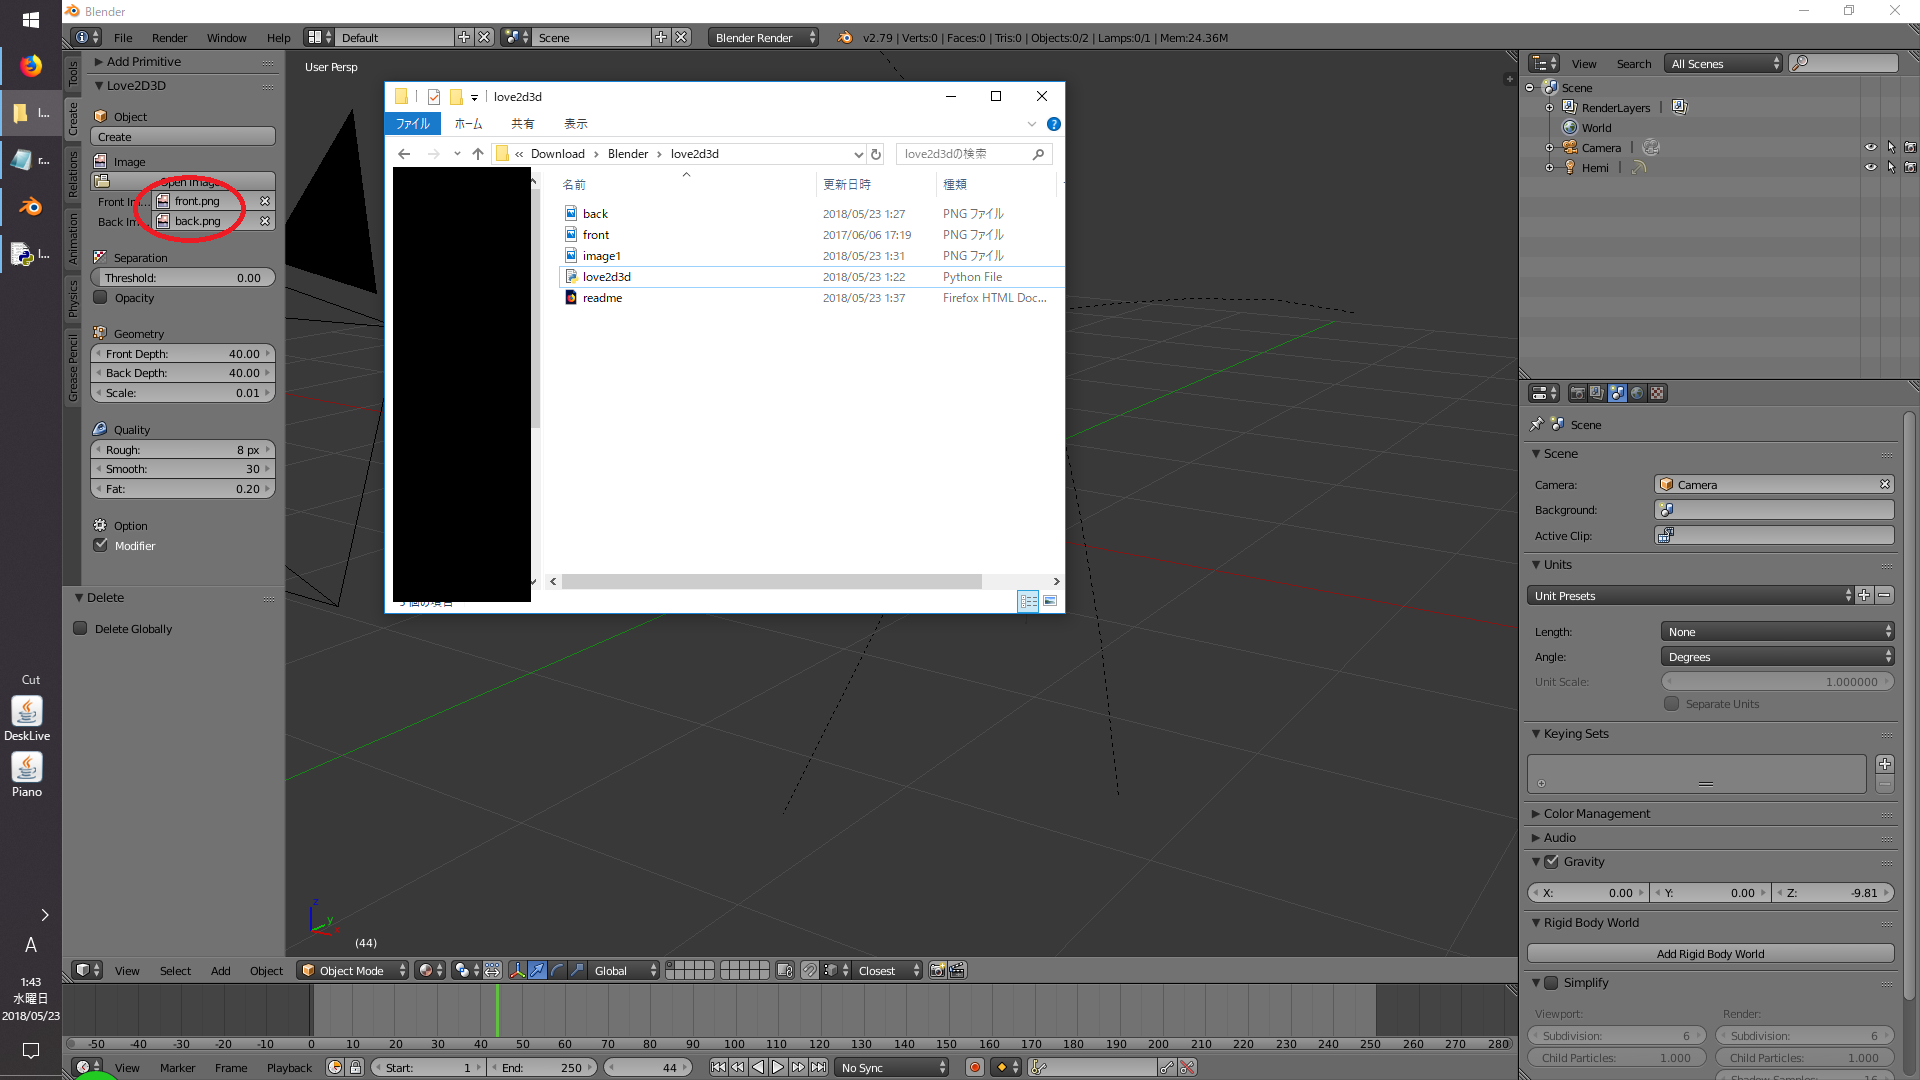 Blender
File Render Window Help Default Scene Blender Render v2.79 | Verts:0 | Faces:0 | Tris:0 | Objects:0/2 | Lamps:0/1 | Mem:24.36M
Tools
Create
Relations
Animation
Physics
Grease Pencil
Add Primitive
Love2D3D
Object
Create
Image
Open Image
Front Im...
front.png
Back Im...
back.png
Separation
Threshold: 0.00
Opacity
Geometry
Front Depth: 40.00
Back Depth: 40.00
Scale: 0.01
Quality
Rough: 8 px
Smooth: 30
Fat: 0.20
Option
Modifier
Delete
Delete Globally
User Persp
love2d3d
ファイル ホーム 共有 表示
« Download > Blender > love2d3d
love2d3dの検索
名前 更新日時 種類
back 2018/05/23 1:27 PNG ファイル
front 2017/06/06 17:19 PNG ファイル
image1 2018/05/23 1:31 PNG ファイル
love2d3d 2018/05/23 1:22 Python File
readme 2018/05/23 1:37 Firefox HTML Doc...
z
y
x
(44)
View Select Add Object Object Mode Global Closest
-50 -40 -30 -20 -10 0 10 20 30 40 50 60 70 80 90 100 110 120 130 140 150 160 170 180 190 200 210 220 230 240 250 260 270 280
View Marker Frame Playback Start: 1 End: 250 44 No Sync
View Search All Scenes
Scene
RenderLayers
World
Camera
Hemi
Scene
Scene
Camera: Camera
Background:
Active Clip:
Units
Unit Presets
Length: None
Angle: Degrees
Unit Scale: 1.000000
Separate Units
Keying Sets
Color Management
Audio
Gravity
X: 0.00 Y: 0.00 Z: -9.81
Rigid Body World
Add Rigid Body World
Simplify
Viewport: Render:
Subdivision: 6 Subdivision: 6
Child Particles: 1.000 Child Particles: 1.000
l...
r...
l...
Cut
DeskLive
Piano
A
1:43
水曜日
2018/05/23